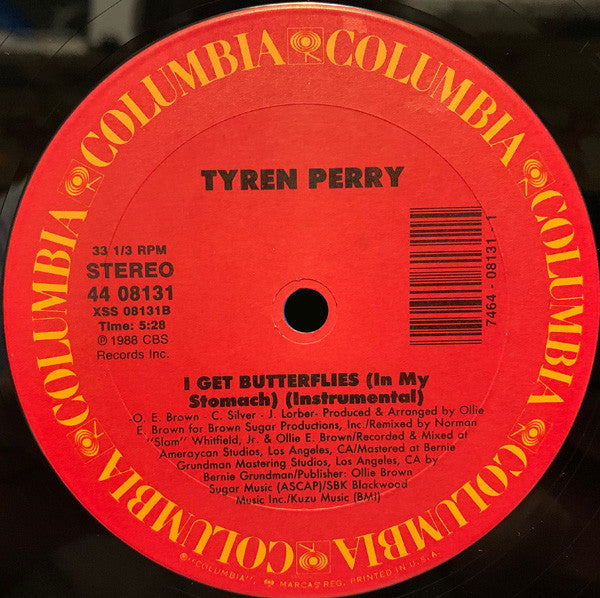 COLUMBIA COLUMBIA COLUMBIA COLUMBIA COLUMBIA COLUMBIA
TYREN PERRY
33 1/3 RPM
STEREO
44 08131
XSS 08131B
Time: 5:28
℗ 1988 CBS
Records Inc.
7464 - 08131 - 1
I GET BUTTERFLIES (In My
Stomach) (Instrumental)
-O. E. Brown - C. Silver - J. Lorber- Produced & Arranged by Ollie
E. Brown for Brown Sugar Productions, Inc./Remixed by Norman
"Slam" Whitfield, Jr. & Ollie E. Brown/Recorded & Mixed at
Ameraycan Studios, Los Angeles, CA/Mastered at Bernie
Grundman Mastering Studios, Los Angeles, CA by
Bernie Grundman/Publisher: Ollie Brown
Sugar Music (ASCAP)/SBK Blackwood
Music Inc./Kuzu Music (BMI)
®"COLUMBIA", MARCAS REG. PRINTED IN U.S.A.